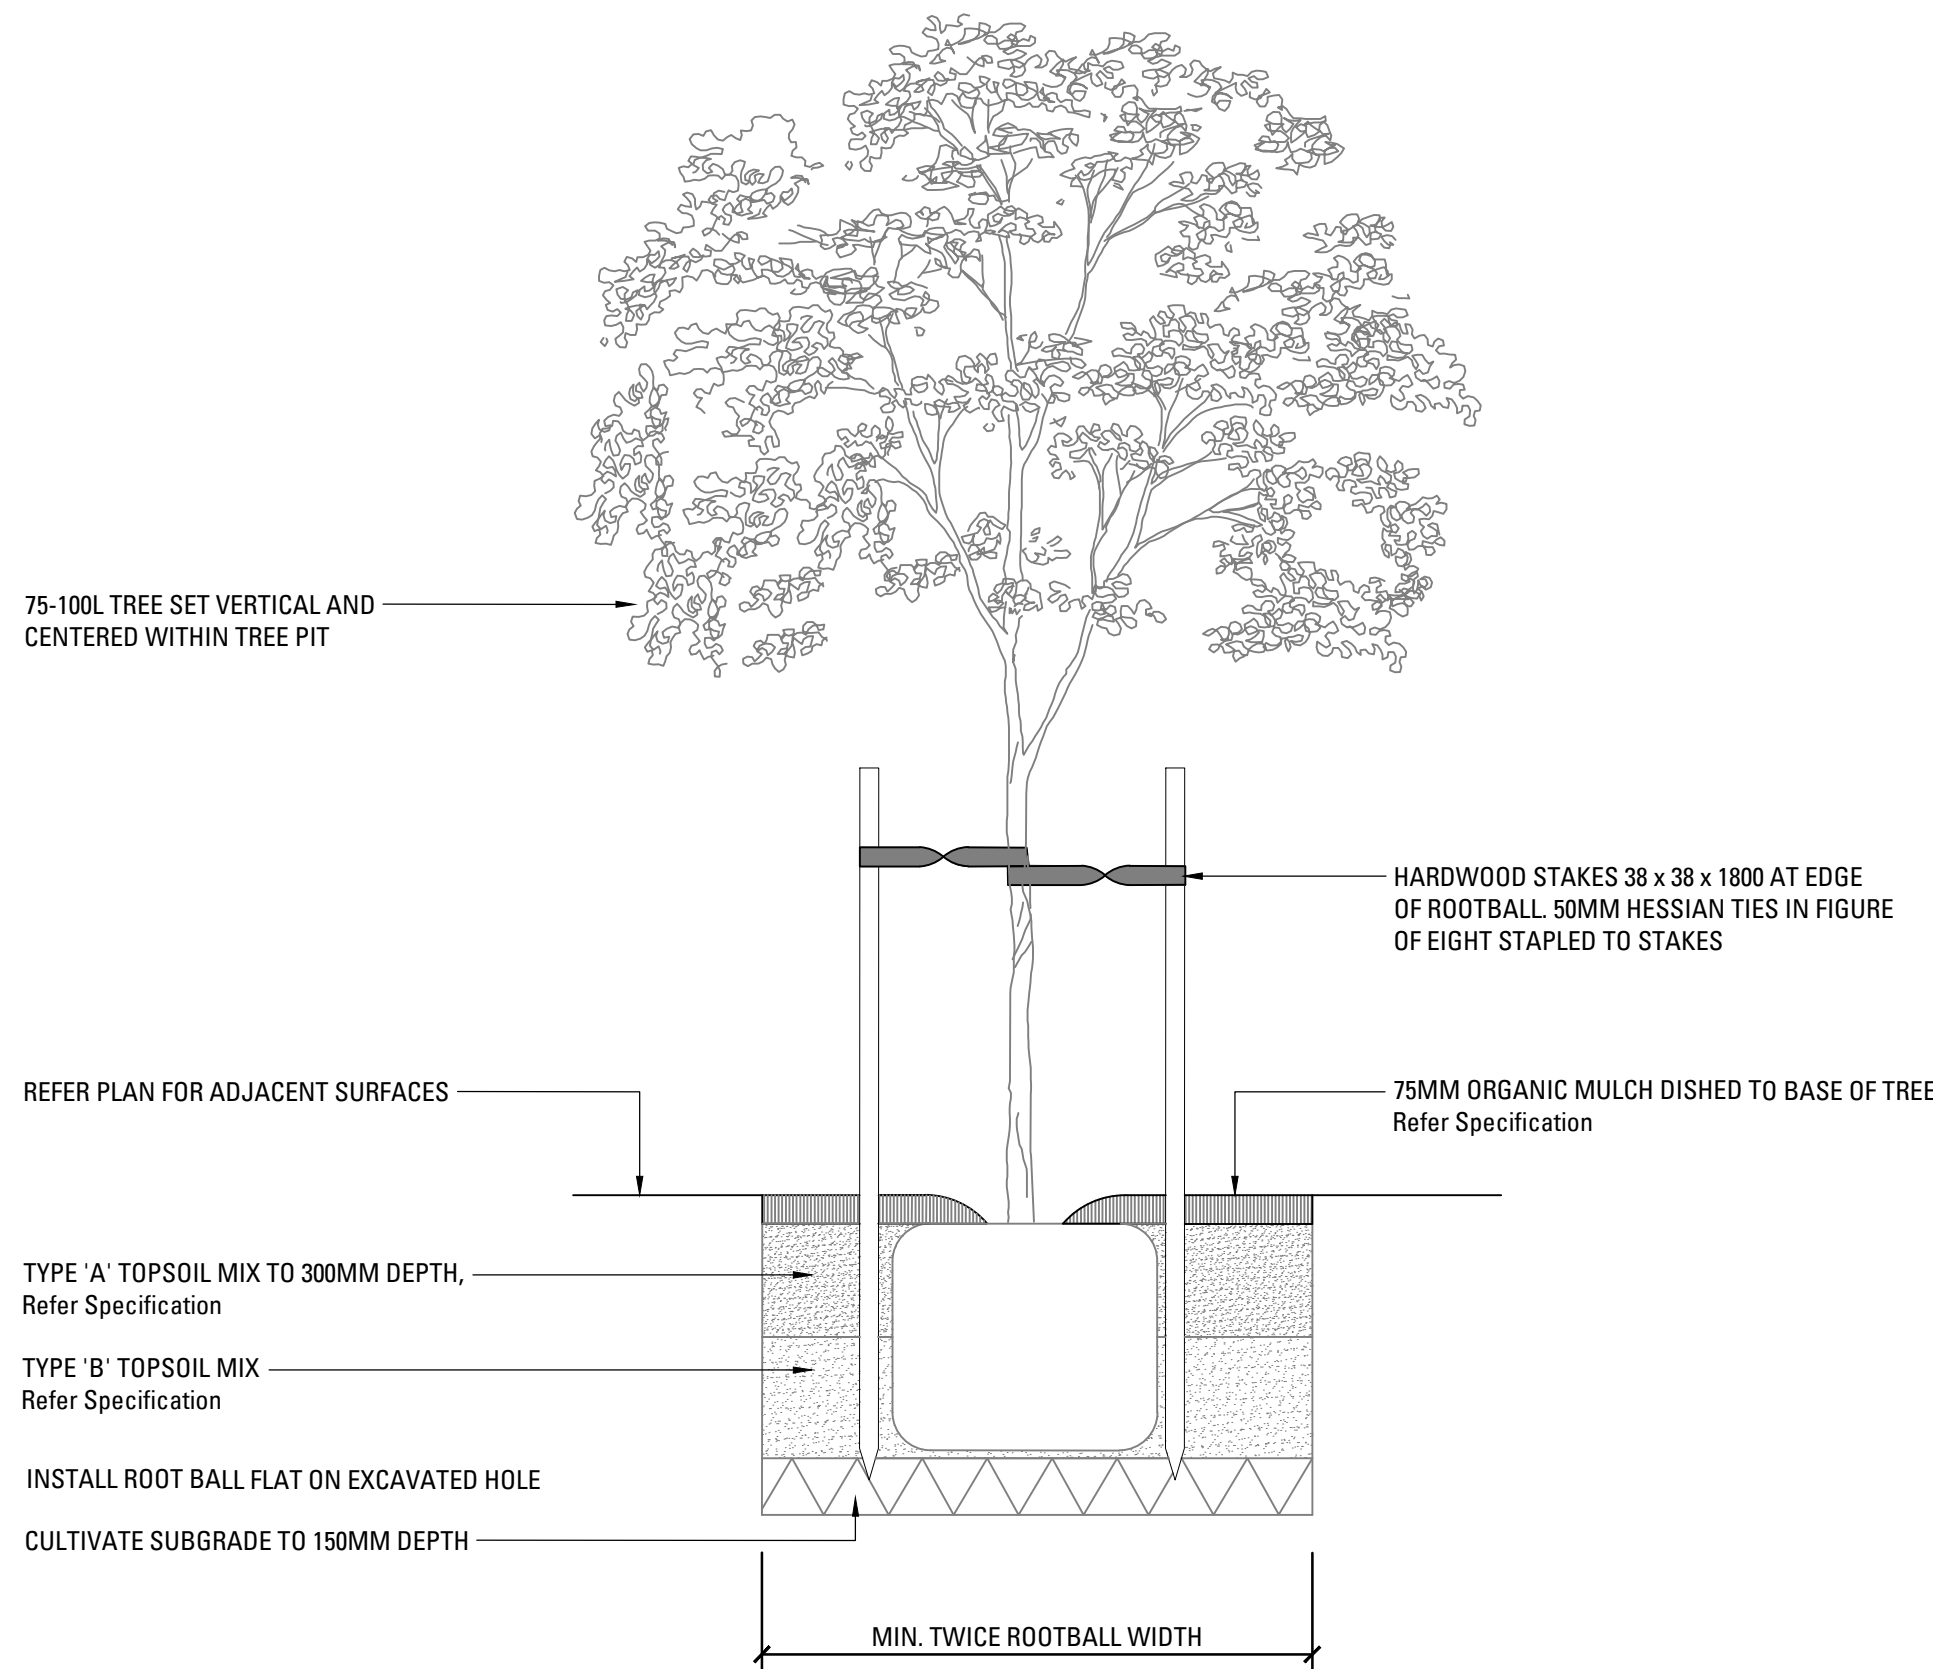 75-100L TREE SET VERTICAL AND
CENTERED WITHIN TREE PIT
HARDWOOD STAKES 38 x 38 x 1800 AT EDGE
OF ROOTBALL. 50MM HESSIAN TIES IN FIGURE
OF EIGHT STAPLED TO STAKES
REFER PLAN FOR ADJACENT SURFACES
75MM ORGANIC MULCH DISHED TO BASE OF TREE
Refer Specification
TYPE 'A' TOPSOIL MIX TO 300MM DEPTH,
Refer Specification
TYPE 'B' TOPSOIL MIX
Refer Specification
INSTALL ROOT BALL FLAT ON EXCAVATED HOLE
CULTIVATE SUBGRADE TO 150MM DEPTH
MIN. TWICE ROOTBALL WIDTH